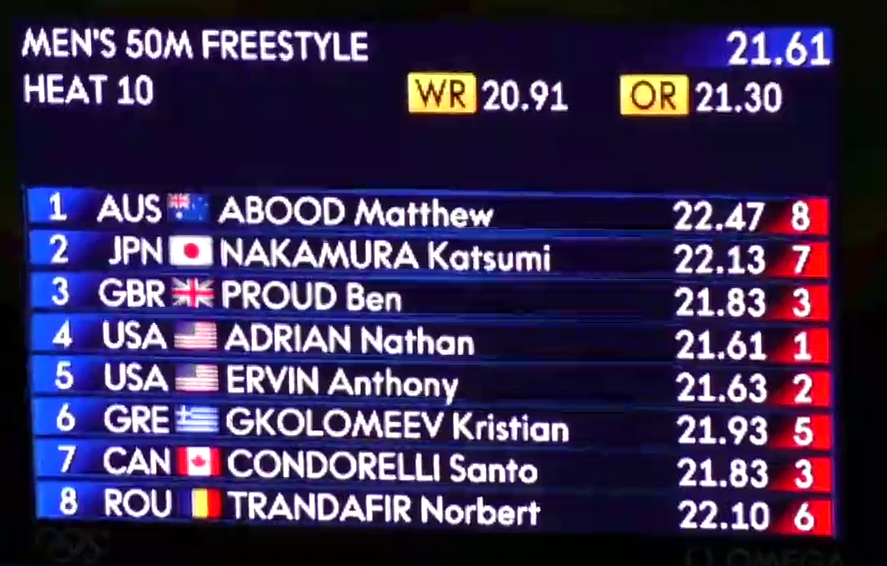 MEN'S 50M FREESTYLE 21.61
HEAT 10 WR 20.91 OR 21.30
1 AUS ABOOD Matthew 22.47 8
2 JPN NAKAMURA Katsumi 22.13 7
3 GBR PROUD Ben 21.83 3
4 USA ADRIAN Nathan 21.61 1
5 USA ERVIN Anthony 21.63 2
6 GRE GKOLOMEEV Kristian 21.93 5
7 CAN CONDORELLI Santo 21.83 3
8 ROU TRANDAFIR Norbert 22.10 6
OMEGA